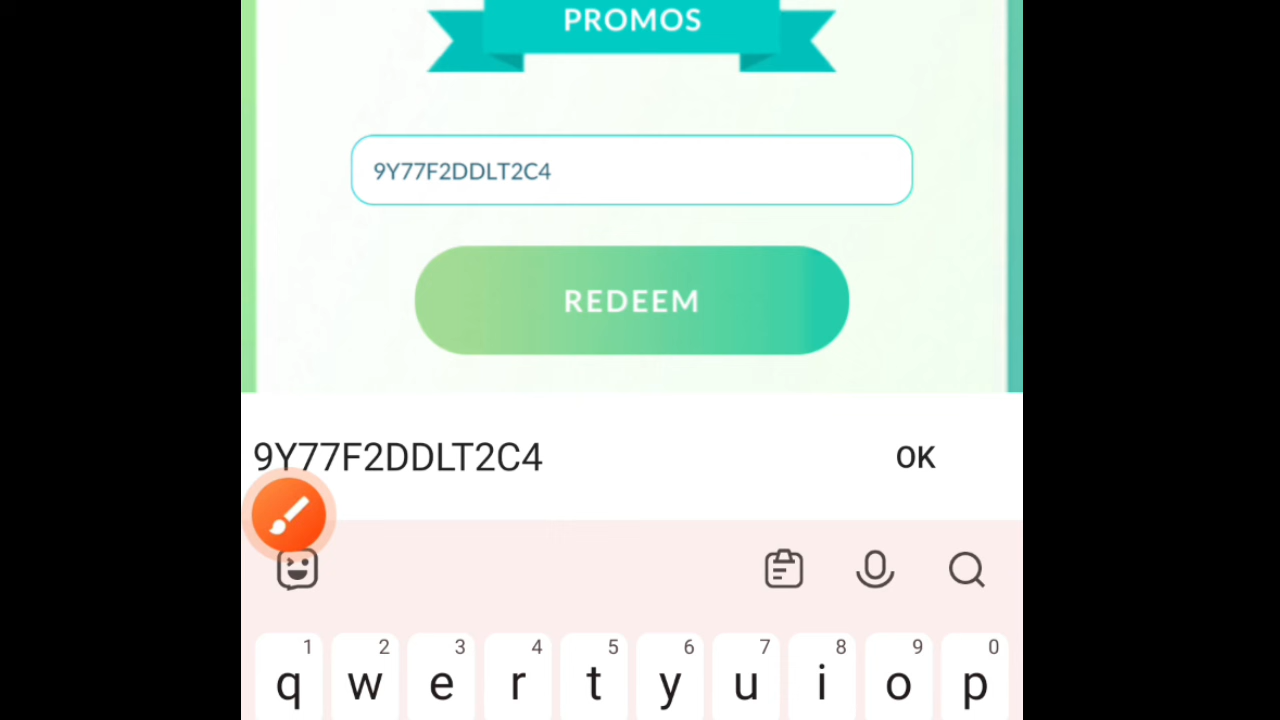 PROMOS
9Y77F2DDLT2C4
REDEEM
9Y77F2DDLT2C4 OK
1 2 3 4 5 6 7 8 9 0
q w e r t y u i o p